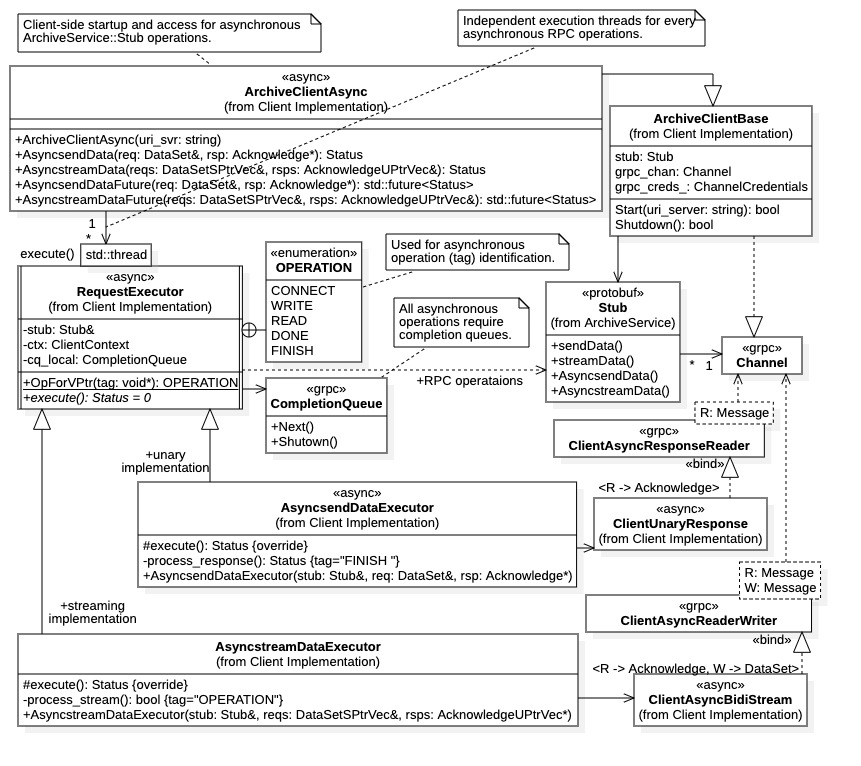 Client-side startup and access for asynchronous
ArchiveService::Stub operations.
Independent execution threads for every
asynchronous RPC operations.
«async»
ArchiveClientAsync
(from Client Implementation)
+ArchiveClientAsync(uri_svr: string)
+AsyncsendData(req: DataSet&, rsp: Acknowledge*): Status
+AsyncstreamData(reqs: DataSetSPtrVec&, rsps: AcknowledgeUPtrVec&): Status
+AsyncsendDataFuture(req: DataSet&, rsp: Acknowledge*): std::future<Status>
+AsyncstreamDataFuture(reqs: DataSetSPtrVec&, rsps: AcknowledgeUPtrVec&): std::future<Status>
ArchiveClientBase
(from Client Implementation)
stub: Stub
grpc_chan: Channel
grpc_creds_: ChannelCredentials
Start(uri_server: string): bool
Shutdown(): bool
1
*
execute()
std::thread
«async»
RequestExecutor
(from Client Implementation)
-stub: Stub&
-ctx: ClientContext
-cq_local: CompletionQueue
+OpForVPtr(tag: void*): OPERATION
+execute(): Status = 0
«enumeration»
OPERATION
CONNECT
WRITE
READ
DONE
FINISH
Used for asynchronous
operation (tag) identification.
All asynchronous
operations require
completion queues.
«protobuf»
Stub
(from ArchiveService)
+sendData()
+streamData()
+AsyncsendData()
+AsyncstreamData()
* 1
«grpc»
Channel
+RPC operataions
«grpc»
CompletionQueue
+Next()
+Shutown()
R: Message
«grpc»
ClientAsyncResponseReader
«bind»
<R -> Acknowledge>
+unary
implementation
«async»
AsyncsendDataExecutor
(from Client Implementation)
#execute(): Status {override}
-process_response(): Status {tag="FINISH "}
+AsyncsendDataExecutor(stub: Stub&, req: DataSet&, rsp: Acknowledge*)
«async»
ClientUnaryResponse
(from Client Implementation)
R: Message
W: Message
«grpc»
ClientAsyncReaderWriter
«bind»
<R -> Acknowledge, W -> DataSet>
+streaming
implementation
AsyncstreamDataExecutor
(from Client Implementation)
#execute(): Status {override}
-process_stream(): bool {tag="OPERATION"}
+AsyncstreamDataExecutor(stub: Stub&, reqs: DataSetSPtrVec&, rsps: AcknowledgeUPtrVec*)
«async»
ClientAsyncBidiStream
(from Client Implementation)